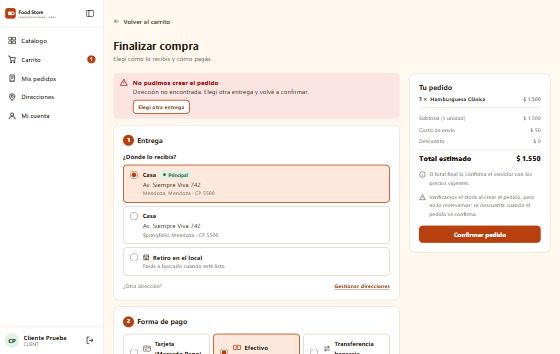 Food Store
Catálogo
Carrito
1
Mis pedidos
Direcciones
Mi cuenta
CP
Cliente Prueba
CLIENT
← Volver al carrito
Finalizar compra
Elegí cómo lo recibís y cómo pagás.
No pudimos crear el pedido
Dirección no encontrada. Elegí otra entrega y volvé a confirmar.
Elegí otra entrega
1 Entrega
¿Dónde lo recibís?
Casa
Principal
Av. Siempre Viva 742
Mendoza, Mendoza · CP 5500
Casa
Av. Siempre Viva 742
Springfield, Mendoza · CP 5500
Retiro en el local
Pasás a buscarlo cuando esté listo
¿Otra dirección?
Gestionar direcciones
2 Forma de pago
Tarjeta
(Mercado Pago)
Efectivo
Transferencia
bancaria
Tu pedido
1 × Hamburguesa Clásica $ 1.500
Subtotal (1 unidad) $ 1.500
Costo de envío $ 50
Descuento $ 0
Total estimado $ 1.550
El total final lo confirma el servidor con los
precios vigentes.
Verificamos el stock al crear el pedido, pero
no lo reservamos: se descuenta cuando el
pedido se confirma.
Confirmar pedido